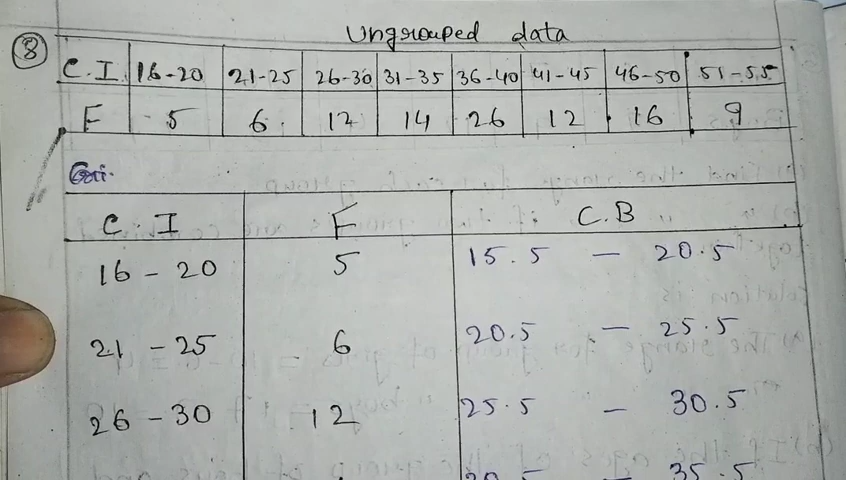 Ungrouped data
8
C.I. 16-20 21-25 26-30 31-35 36-40 41-45 46-50 51-55
F 5 6 12 14 26 12 16 9
C.I F C.B
16 - 20 5 15.5 - 20.5
21 - 25 6 20.5 - 25.5
26 - 30 12 25.5 - 30.5
35.5